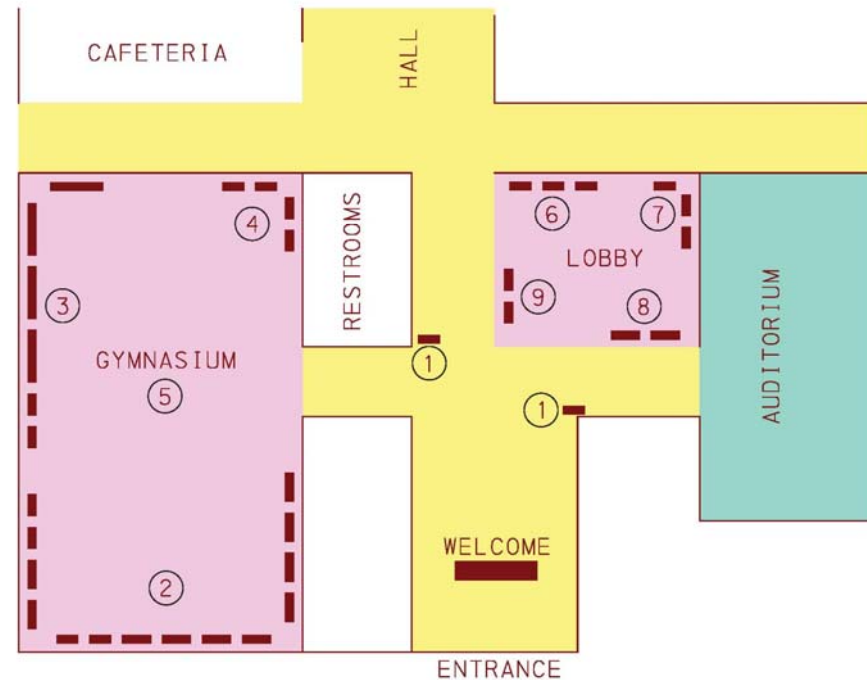 CAFETERIA
HALL
4
6
7
RESTROOMS
LOBBY
3
9
8
AUDITORIUM
GYMNASIUM
1
5
1
WELCOME
2
ENTRANCE